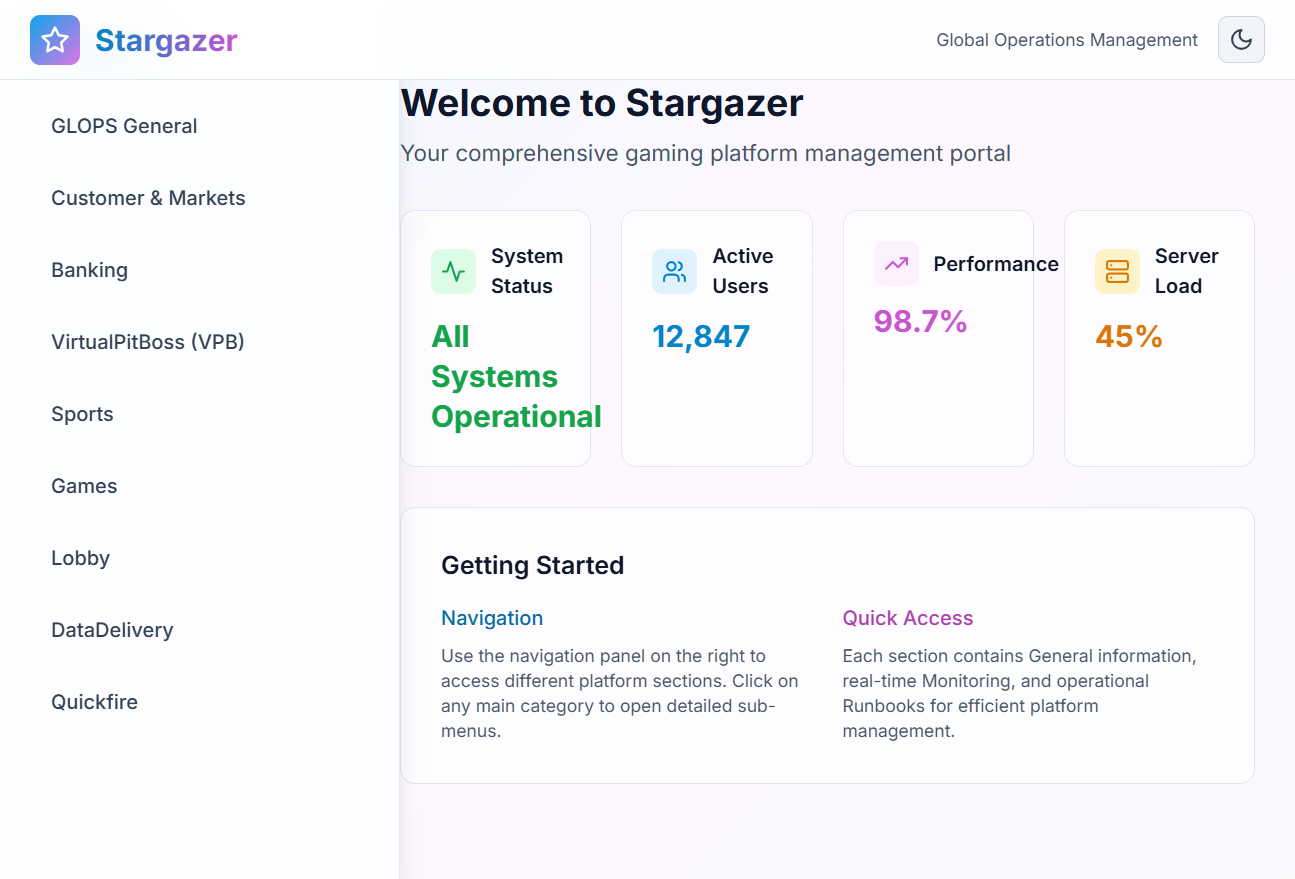 Stargazer
Global Operations Management
GLOPS General
Customer & Markets
Banking
VirtualPitBoss (VPB)
Sports
Games
Lobby
DataDelivery
Quickfire
Welcome to Stargazer
Your comprehensive gaming platform management portal
System
Status
All
Systems
Operational
Active
Users
12,847
Performance
98.7%
Server
Load
45%
Getting Started
Navigation
Use the navigation panel on the right to
access different platform sections. Click on
any main category to open detailed sub-
menus.
Quick Access
Each section contains General information,
real-time Monitoring, and operational
Runbooks for efficient platform
management.